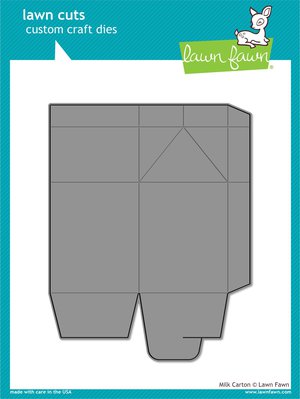 lawn cuts
custom craft dies
lawn fawn
Milk Carton © Lawn Fawn
made with care in the USA
www.lawnfawn.com